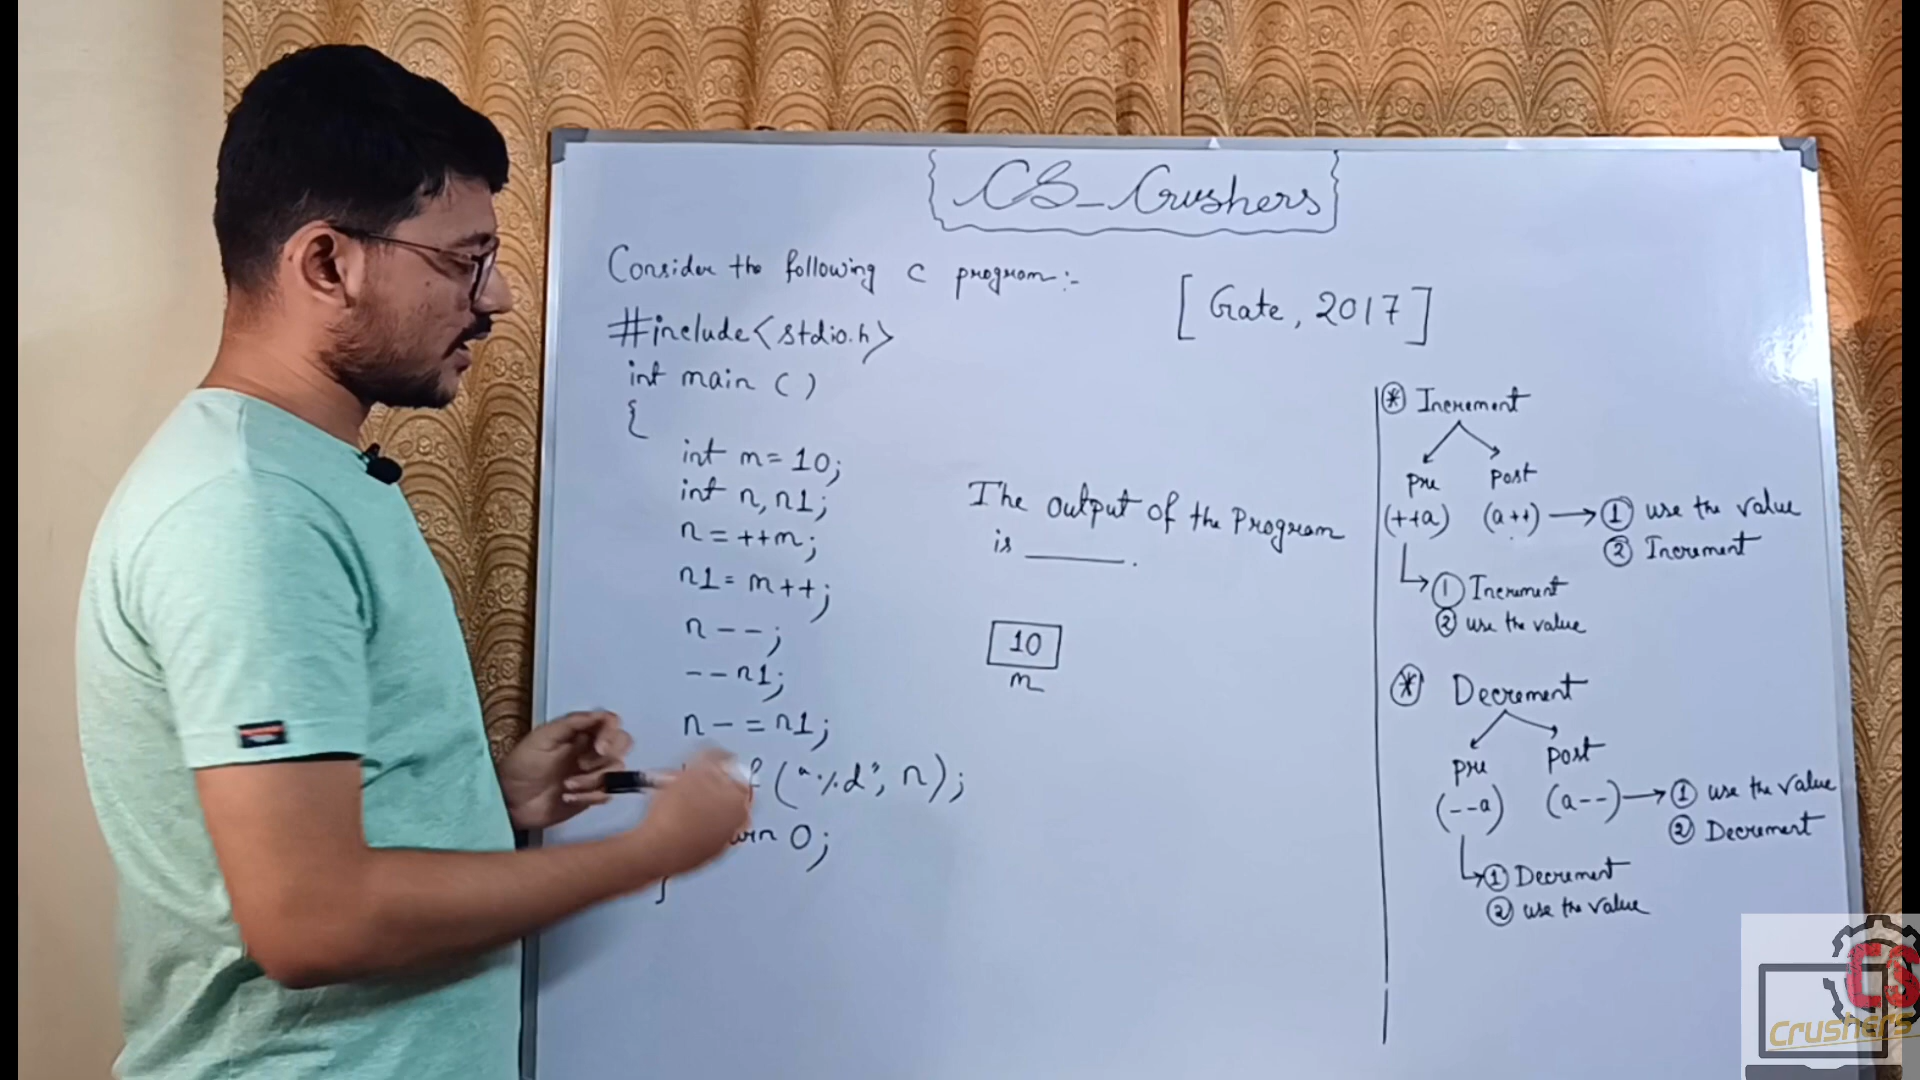 CS_Crushers
Consider the following C program:-
[Gate, 2017]
#include<stdio.h>
int main ()
{
int m=10;
int n, n1;
n = ++m;
n1= m++;
n--;
--n1;
n-=n1;
f ("%d", n);
0;
}
The output of the Program
is ______.
10
m
* Increment
pre post
(++a) (a++) → ① use the value
② Increment
① Increment
② use the value
* Decrement
pre post
(--a) (a--) → ① use the value
② Decrement
① Decrement
② use the value
CS
Crushers